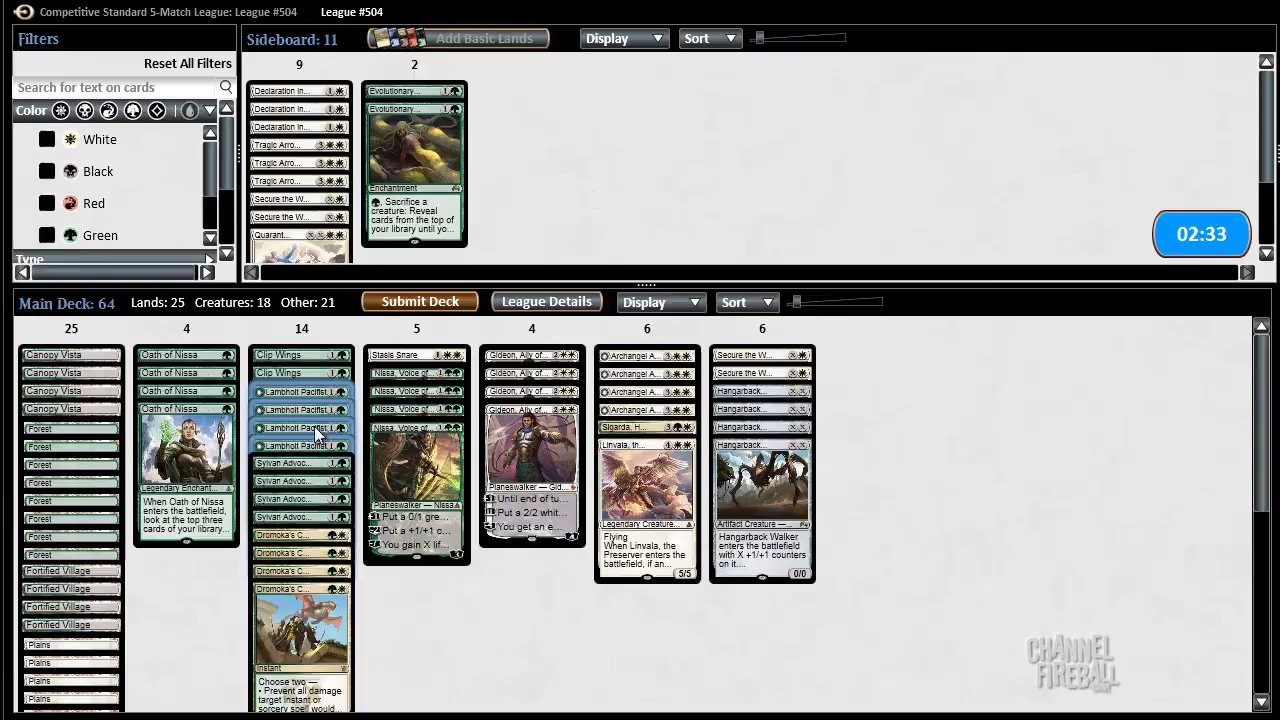 Competitive Standard 5-Match League: League #504
League #504
Filters
Reset All Filters
Search for text on cards
Color
White
Black
Red
Green
Type
Sideboard: 11
Add Basic Lands
Display
Sort
9
2
Declaration In...
Declaration In...
Declaration In...
Tragic Arro...
Tragic Arro...
Tragic Arro...
Secure the W...
Secure the W...
Quarant...
Evolutionary...
Evolutionary...
Enchantment
, Sacrifice a
creature: Reveal
cards from the top of
your library until yo...
02:33
Main Deck: 64
Lands: 25
Creatures: 18
Other: 21
Submit Deck
League Details
Display
Sort
25
4
14
5
4
6
6
Canopy Vista
Canopy Vista
Canopy Vista
Canopy Vista
Forest
Forest
Forest
Forest
Forest
Forest
Forest
Forest
Fortified Village
Fortified Village
Fortified Village
Fortified Village
Plains
Plains
Plains
Plains
Oath of Nissa
Oath of Nissa
Oath of Nissa
Oath of Nissa
Legendary Enchant...
When Oath of Nissa
enters the battlefield,
look at the top three
cards of your library...
Clip Wings
Clip Wings
Lambholt Pacifist
Lambholt Pacifist
Lambholt Pacifist
Lambholt Pacifist
Sylvan Advoc...
Sylvan Advoc...
Sylvan Advoc...
Sylvan Advoc...
Dromoka's C...
Dromoka's C...
Dromoka's C...
Dromoka's C...
Instant
Choose two —
• Prevent all damage
target instant or
sorcery spell would...
Stasis Snare
Nissa, Voice of...
Nissa, Voice of...
Nissa, Voice of...
Nissa, Voice of...
Planeswalker — Nissa
Put a 0/1 gre...
Put a +1/+1 c...
You gain X lif...
3
Gideon, Ally of...
Gideon, Ally of...
Gideon, Ally of...
Gideon, Ally of...
Planeswalker — Gid...
Until end of tu...
Put a 2/2 whit...
You get an e...
4
Archangel A...
Archangel A...
Archangel A...
Archangel A...
Sigarda, H...
Linvala, th...
Legendary Creature...
Flying
When Linvala, the
Preserver enters the
battlefield, if an...
5/5
Secure the W...
Secure the W...
Hangarback...
Hangarback...
Hangarback...
Hangarback...
Artifact Creature —...
Hangarback Walker
enters the battlefield
with X +1/+1 counters
on it....
0/0
CHANNEL
FIREBALL